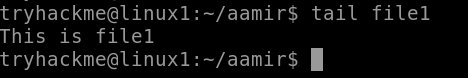 tryhackme@linux1:~/aamir$ tail file1
This is file1
tryhackme@linux1:~/aamir$